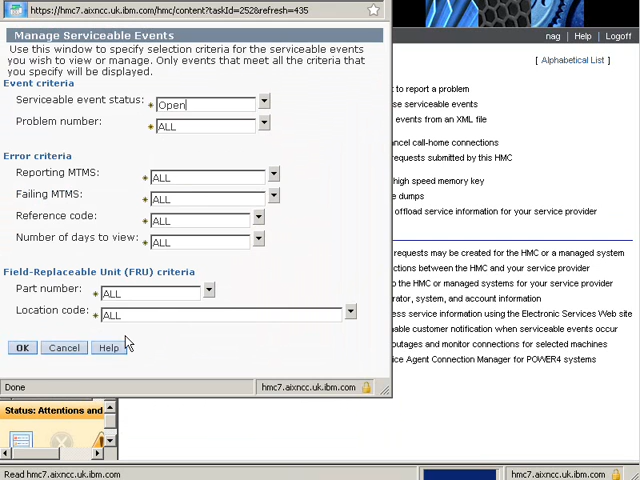 https://hmc7.aixncc.uk.ibm.com/hmc/content?taskId=252&refresh=435
Manage Serviceable Events
Use this window to specify selection criteria for the serviceable events
you wish to view or manage. Only events that meet all the criteria that
you specify will be displayed.
Event criteria
Serviceable event status: Open
Problem number: ALL
Error criteria
Reporting MTMS: ALL
Failing MTMS: ALL
Reference code: ALL
Number of days to view: ALL
Field-Replaceable Unit (FRU) criteria
Part number: ALL
Location code: ALL
OK Cancel Help
Done hmc7.aixncc.uk.ibm.com
nag | Help | Logoff
[ Alphabetical List ]
t to report a problem
se serviceable events
events from an XML file
ancel call-home connections
requests submitted by this HMC
high speed memory key
e dumps
offload service information for your service provider
requests may be created for the HMC or a managed system
ctions between the HMC and your service provider
o the HMC or managed systems for your service provider
rator, system, and account information
ess service information using the Electronic Services Web site
nable customer notification when serviceable events occur
outages and monitor connections for selected machines
ice Agent Connection Manager for POWER4 systems
Status: Attentions and
Read hmc7.aixncc.uk.ibm.com hmc7.aixncc.uk.ibm.com